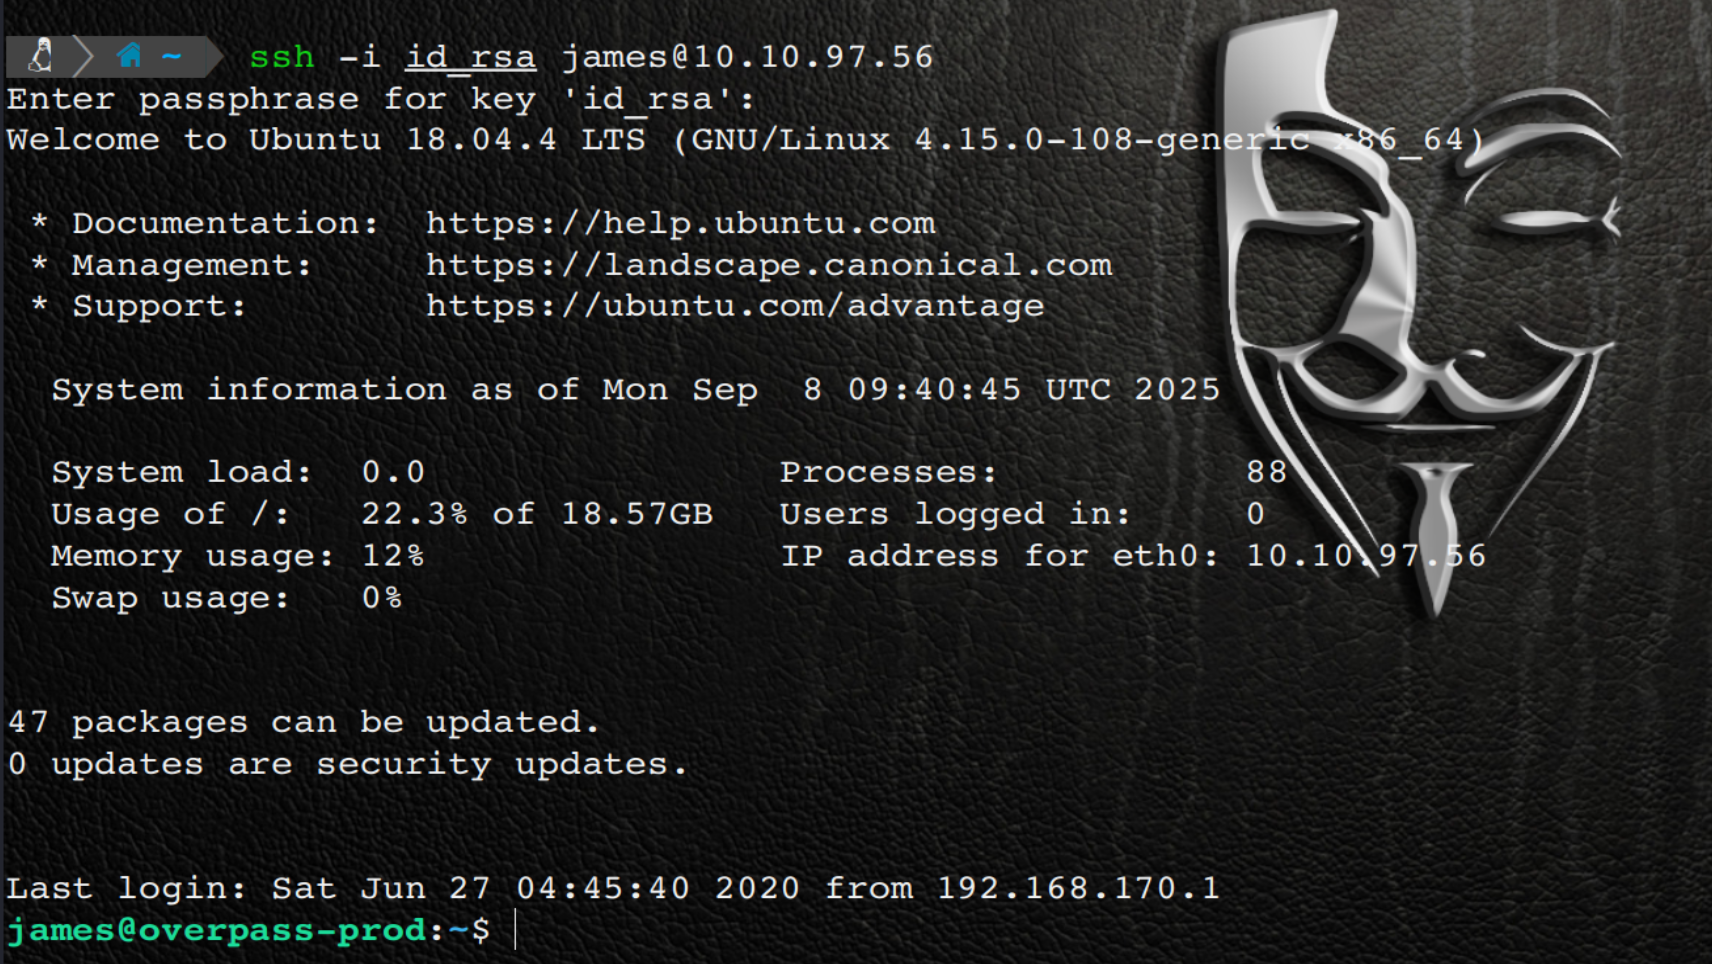 ~ ssh -i id_rsa james@10.10.97.56
Enter passphrase for key 'id_rsa':
Welcome to Ubuntu 18.04.4 LTS (GNU/Linux 4.15.0-108-generic x86_64)
* Documentation: https://help.ubuntu.com
* Management: https://landscape.canonical.com
* Support: https://ubuntu.com/advantage
System information as of Mon Sep  8 09:40:45 UTC 2025
System load: 0.0 Processes: 88
Usage of /: 22.3% of 18.57GB Users logged in: 0
Memory usage: 12% IP address for eth0: 10.10.97.56
Swap usage: 0%
47 packages can be updated.
0 updates are security updates.
Last login: Sat Jun 27 04:45:40 2020 from 192.168.170.1
james@overpass-prod:~$